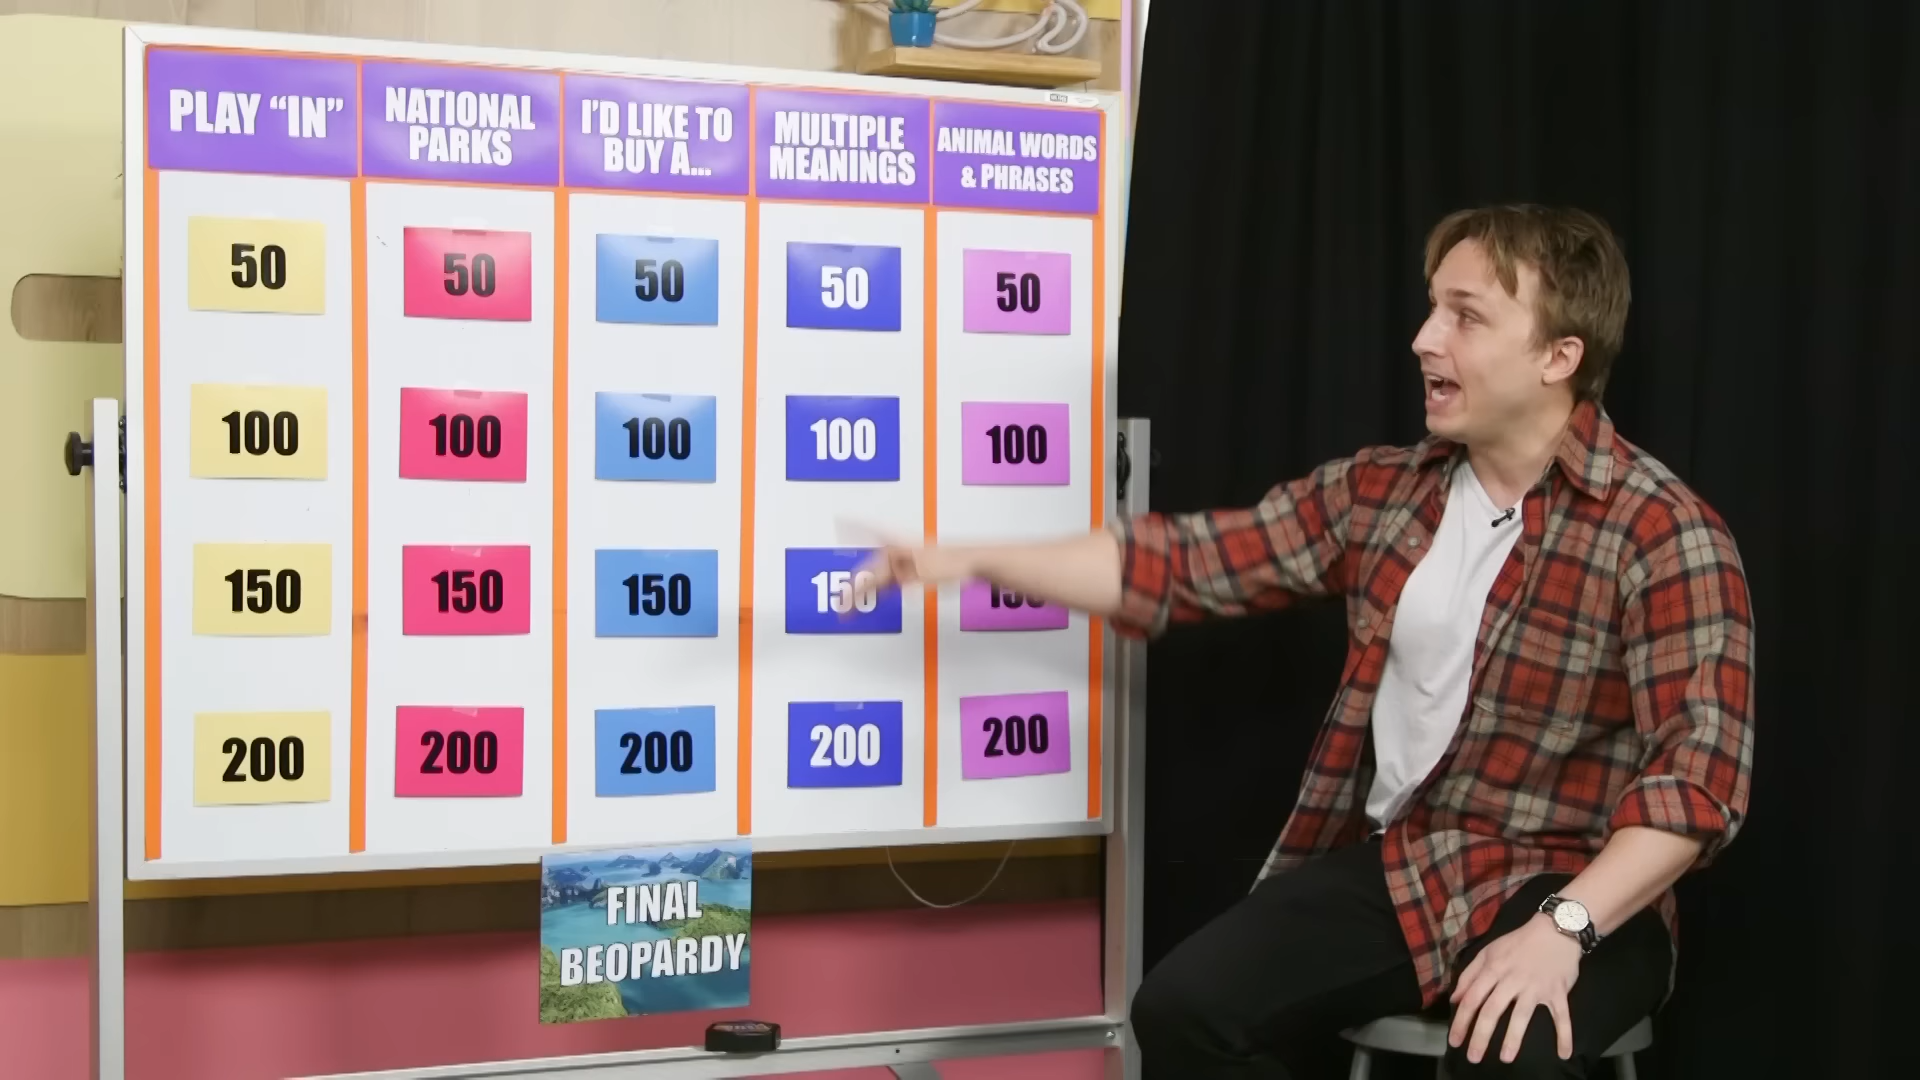 PLAY “IN”
NATIONAL
PARKS
I’D LIKE TO
BUY A...
MULTIPLE
MEANINGS
ANIMAL WORDS
& PHRASES
50
50
50
50
50
100
100
100
100
100
150
150
150
150
150
200
200
200
200
200
FINAL
BEOPARDY